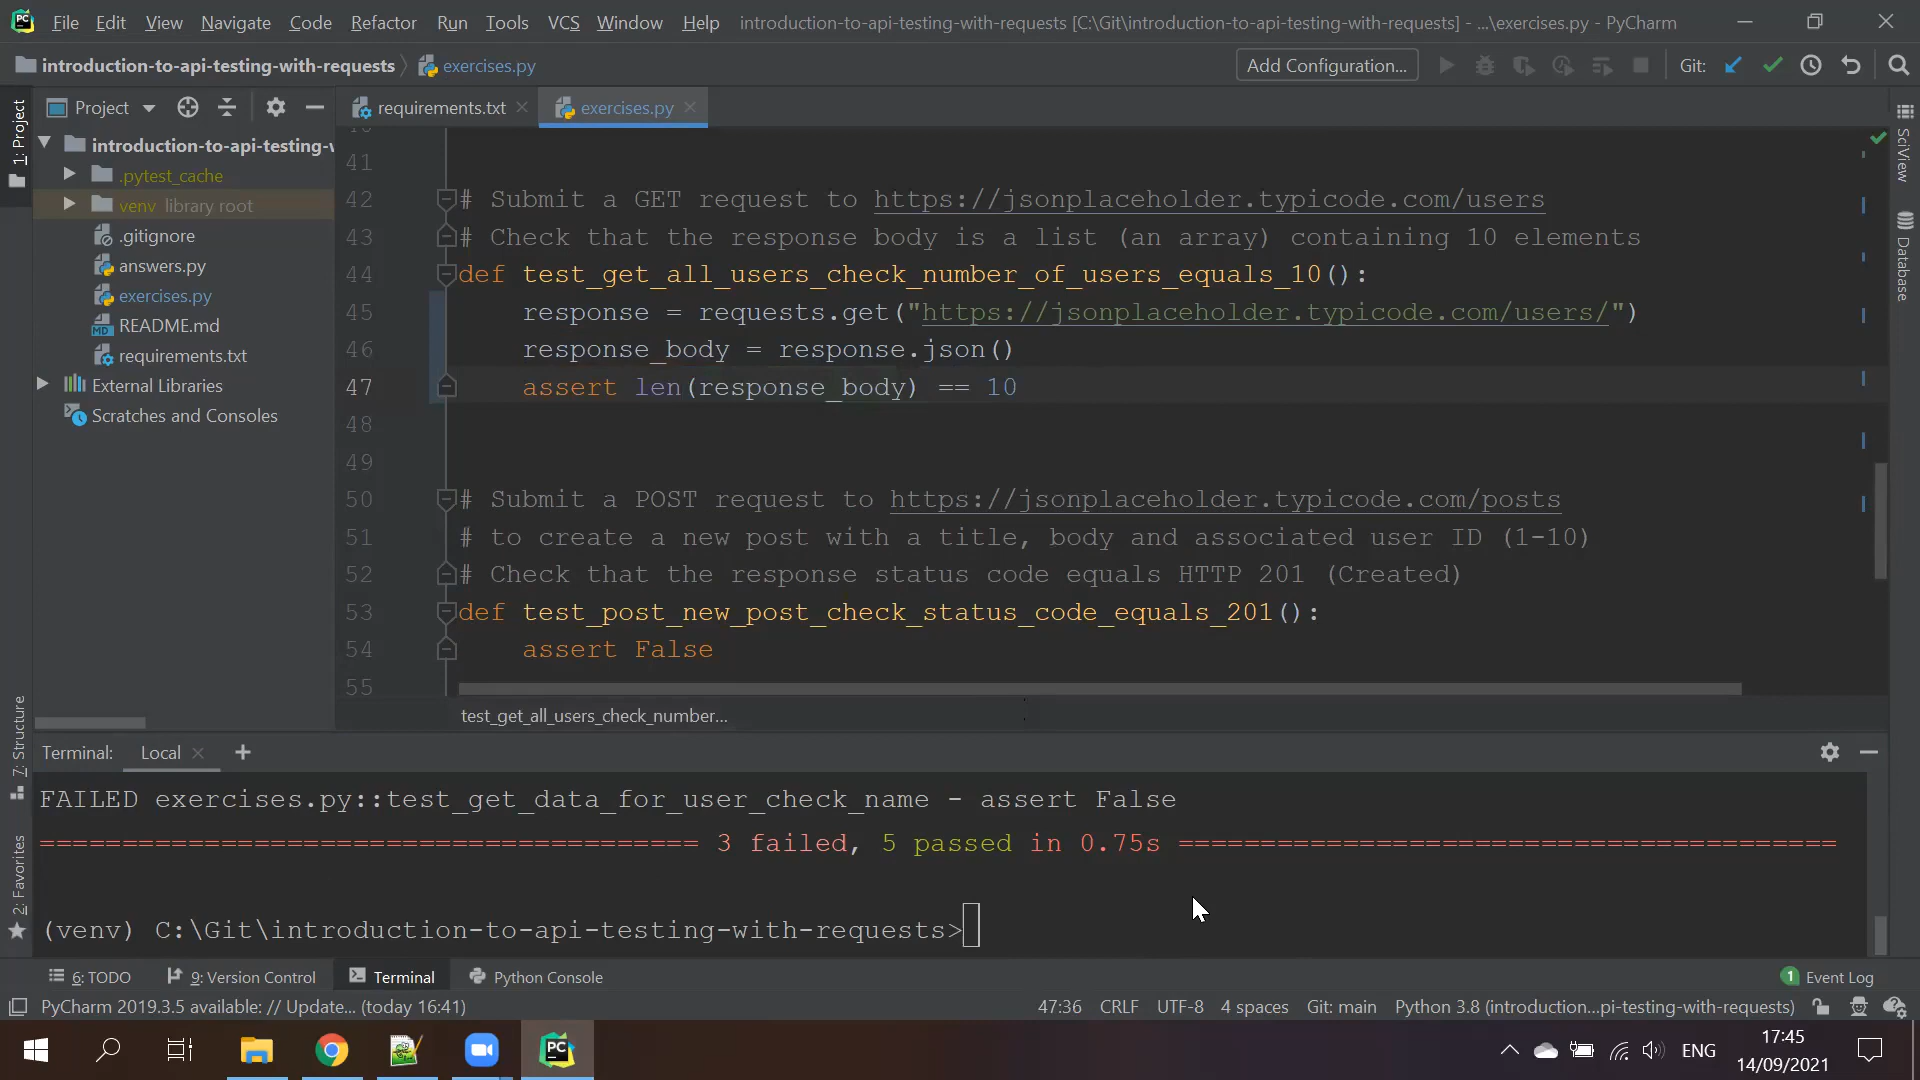 File Edit View Navigate Code Refactor Run Tools VCS Window Help introduction-to-api-testing-with-requests [C:\Git\introduction-to-api-testing-with-requests] - ...\exercises.py - PyCharm
introduction-to-api-testing-with-requests exercises.py Add Configuration... Git:
Project requirements.txt exercises.py
1: Project
introduction-to-api-testing-w
.pytest_cache
venv library root
.gitignore
answers.py
exercises.py
README.md
requirements.txt
External Libraries
Scratches and Consoles
41
42 # Submit a GET request to https://jsonplaceholder.typicode.com/users
43 # Check that the response body is a list (an array) containing 10 elements
44 def test_get_all_users_check_number_of_users_equals_10():
45 response = requests.get("https://jsonplaceholder.typicode.com/users/")
46 response_body = response.json()
47 assert len(response_body) == 10
48
49
50 # Submit a POST request to https://jsonplaceholder.typicode.com/posts
51 # to create a new post with a title, body and associated user ID (1-10)
52 # Check that the response status code equals HTTP 201 (Created)
53 def test_post_new_post_check_status_code_equals_201():
54 assert False
55
test_get_all_users_check_number...
SciView
Database
7: Structure
2: Favorites
Terminal: Local +
FAILED exercises.py::test_get_data_for_user_check_name - assert False
======================================== 3 failed, 5 passed in 0.75s ========================================
(venv) C:\Git\introduction-to-api-testing-with-requests>
6: TODO 9: Version Control Terminal Python Console 1 Event Log
PyCharm 2019.3.5 available: // Update... (today 16:41) 47:36 CRLF UTF-8 4 spaces Git: main Python 3.8 (introduction...pi-testing-with-requests)
PC ENG 17:45
14/09/2021